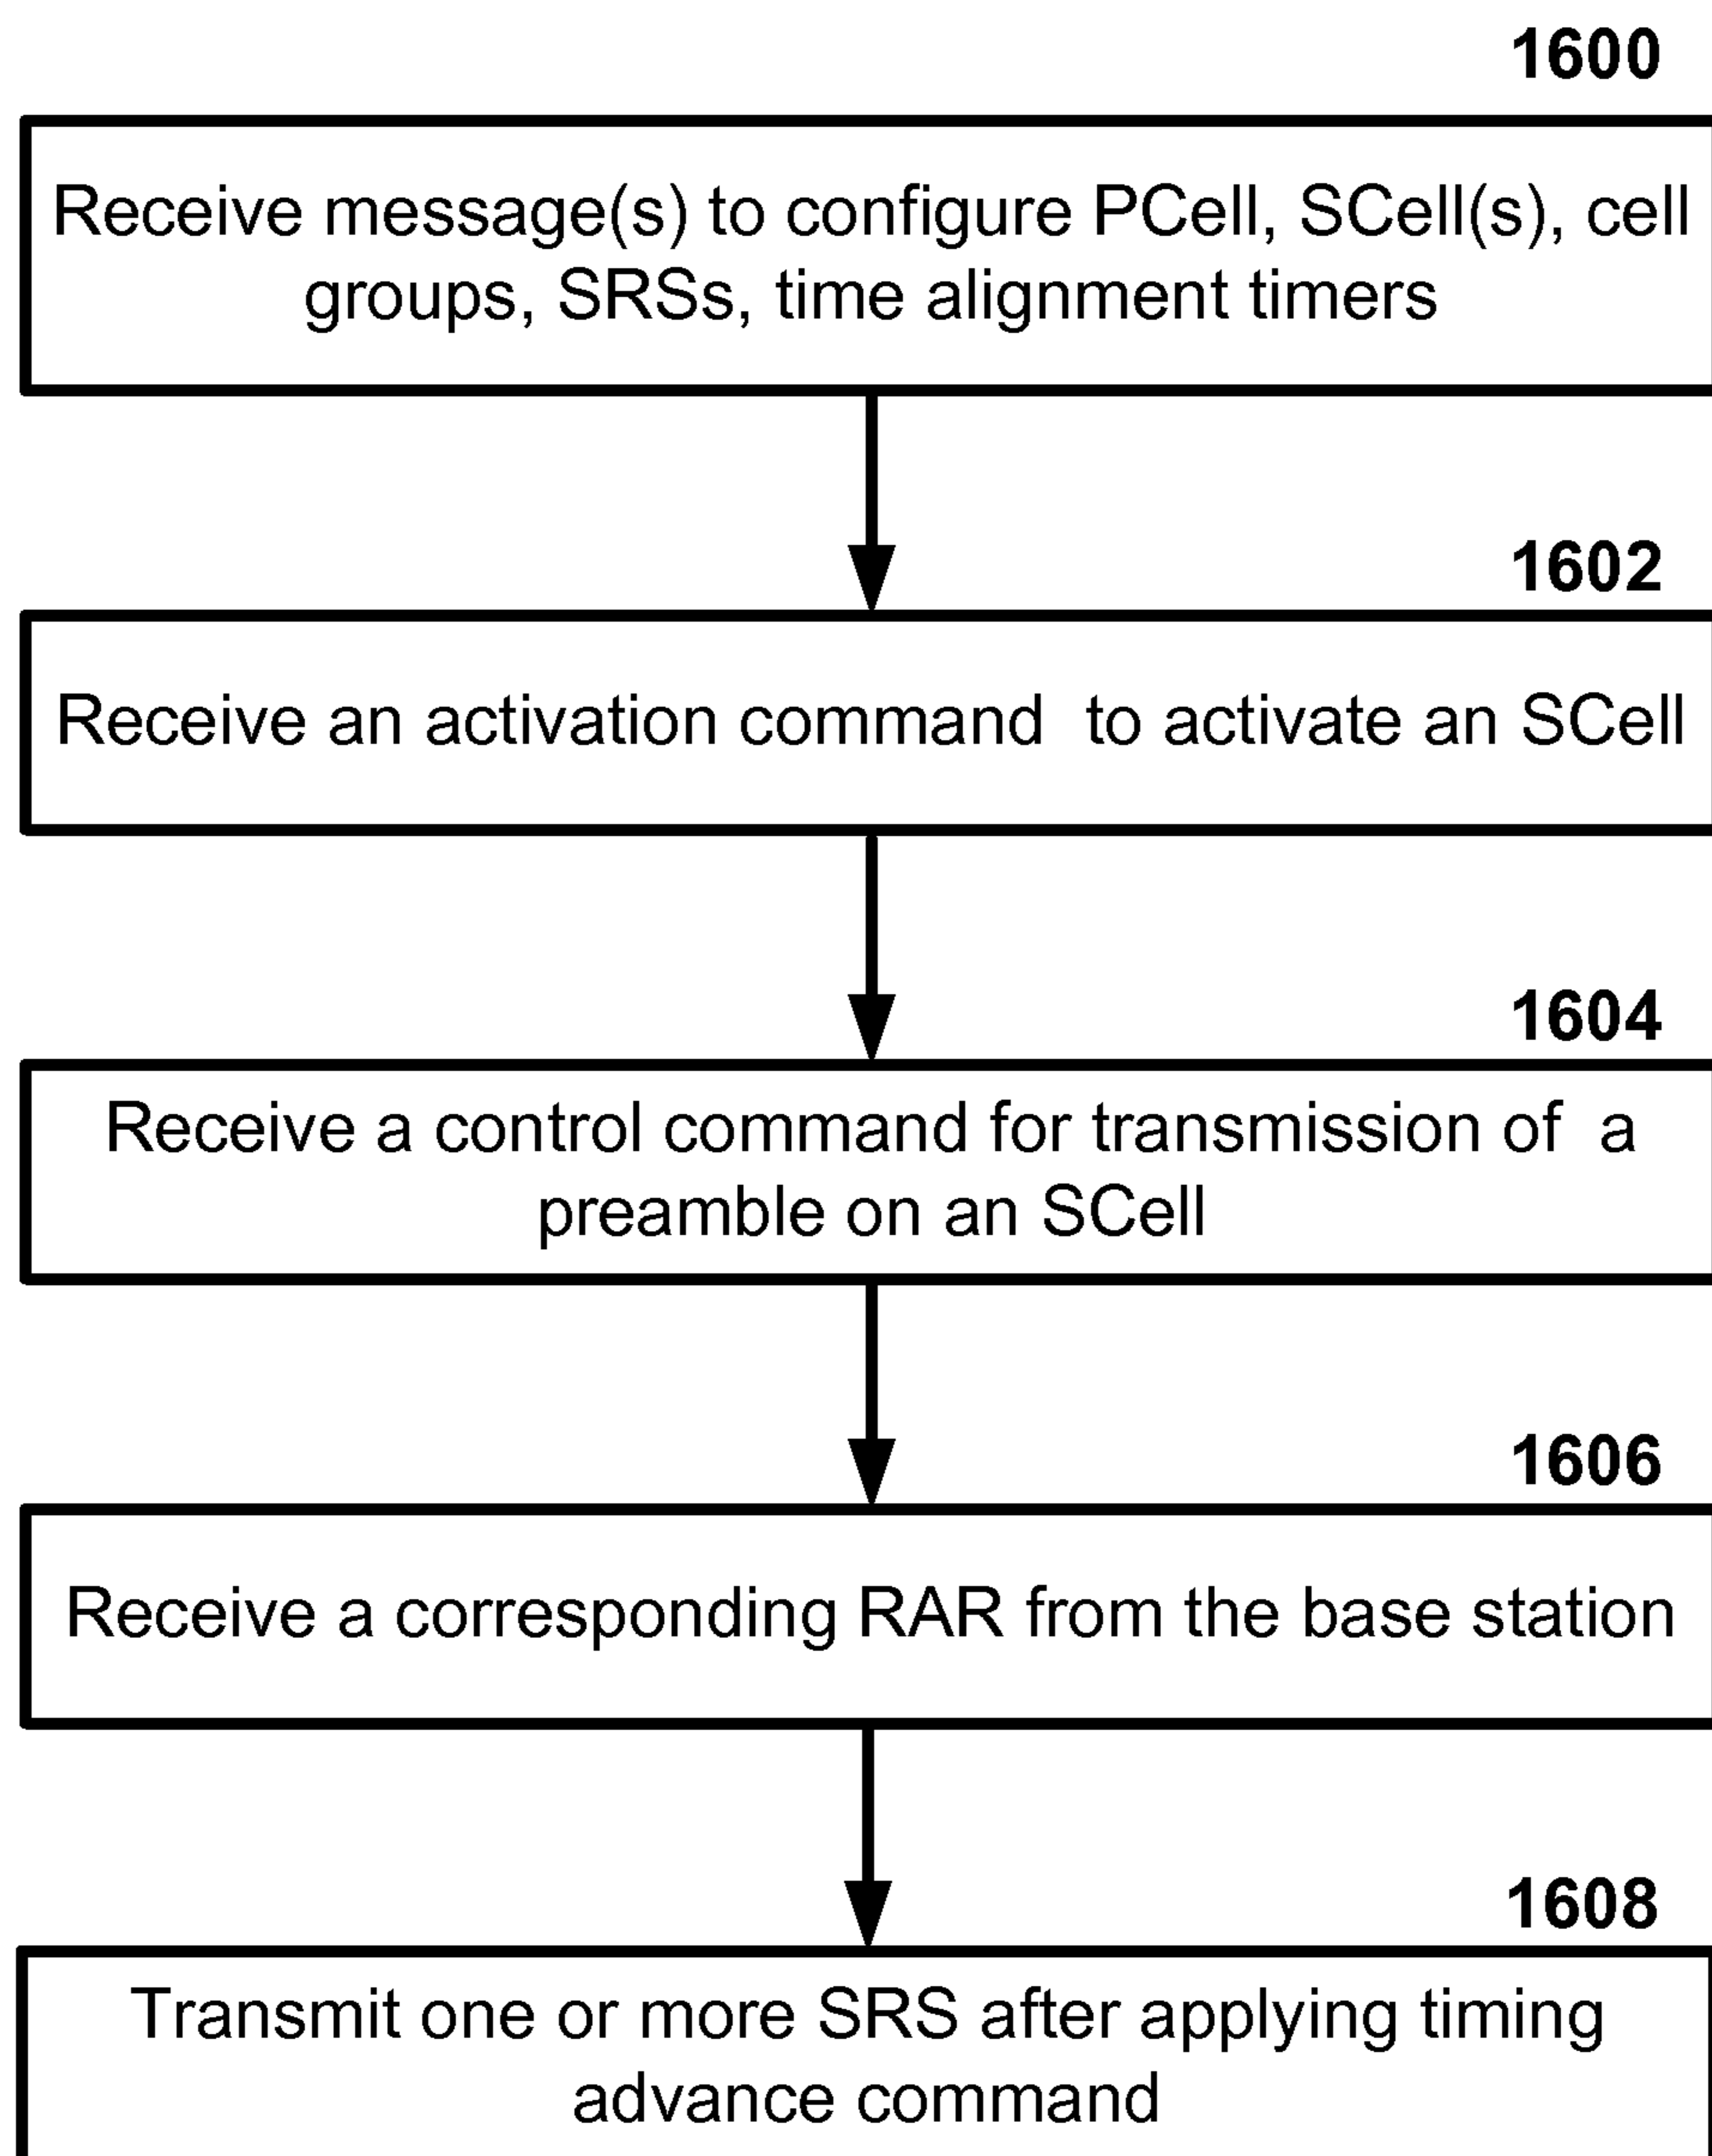 1600
Receive message(s) to configure PCell, SCell(s), cell
groups, SRSs, time alignment timers
1602
Receive an activation command  to activate an SCell
1604
Receive a control command for transmission of  a
preamble on an SCell
1606
Receive a corresponding RAR from the base station
1608
Transmit one or more SRS after applying timing
advance command